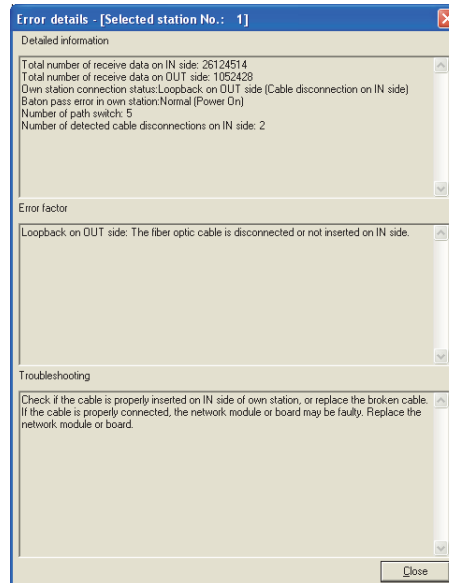 Error details - [Selected station No.:   1]
Detailed information
Total number of receive data on IN side: 26124514
Total number of receive data on OUT side: 1052428
Own station connection status:Loopback on OUT side (Cable disconnection on IN side)
Baton pass error in own station:Normal (Power On)
Number of path switch: 5
Number of detected cable disconnections on IN side: 2
Error factor
Loopback on OUT side: The fiber optic cable is disconnected or not inserted on IN side.
Troubleshooting
Check if the cable is properly inserted on IN side of own station, or replace the broken cable.
If the cable is properly connected, the network module or board may be faulty. Replace the
network module or board.
Close